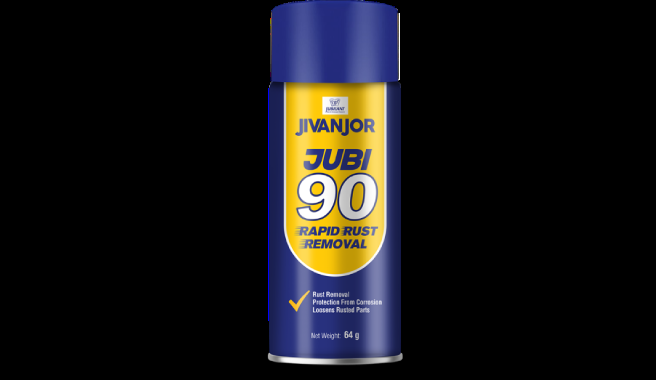 JIVANJOR
JUBI
90
RAPID RUST
REMOVAL
Rust Removal
Protection From Corrosion
Loosens Rusted Parts
Net Weight: 64 g